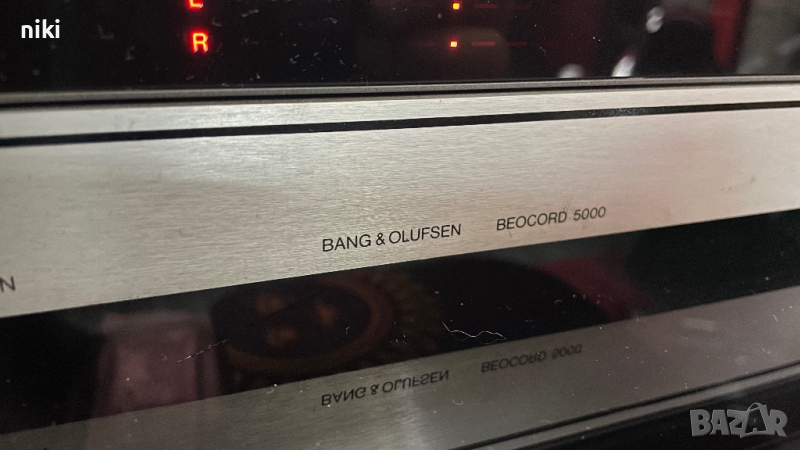 niki
L
R
BANG & OLUFSEN BEOCORD 5000
N
BANG & OLUFSEN BEOCORD 5000
BAZAR